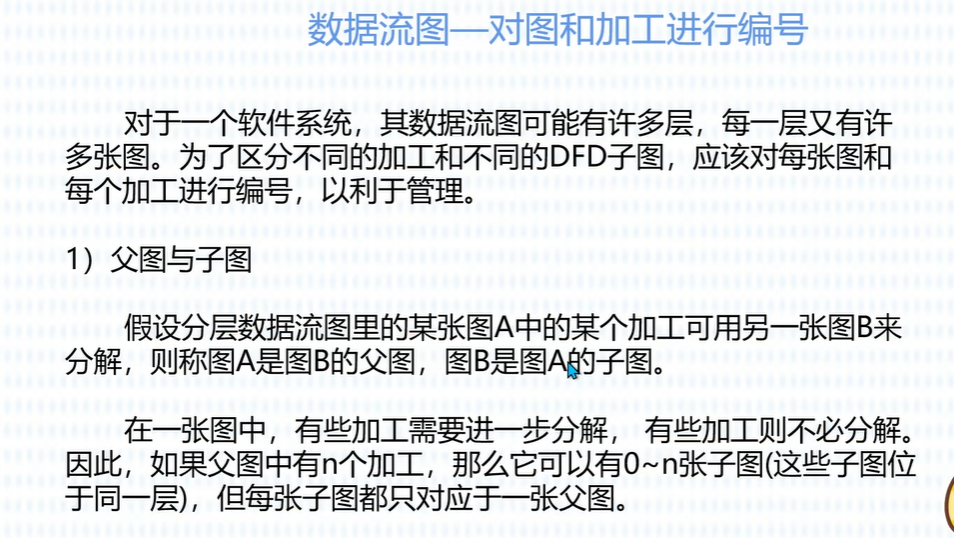 数据流图—对图和加工进行编号
对于一个软件系统，其数据流图可能有许多层，每一层又有许
多张图。为了区分不同的加工和不同的DFD子图，应该对每张图和
每个加工进行编号，以利于管理。
1）父图与子图
假设分层数据流图里的某张图A中的某个加工可用另一张图B来
分解，则称图A是图B的父图，图B是图A的子图。
在一张图中，有些加工需要进一步分解， 有些加工则不必分解。
因此，如果父图中有n个加工，那么它可以有0~n张子图(这些子图位
于同一层)，但每张子图都只对应于一张父图。